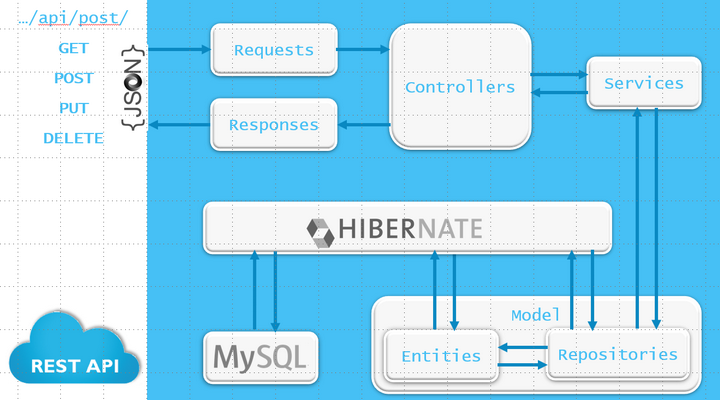 …/api/post/
GET
POST
PUT
DELETE
{JSON}
Requests
Responses
Controllers
Services
HIBERNATE
MySQL
Model
Entities
Repositories
REST API